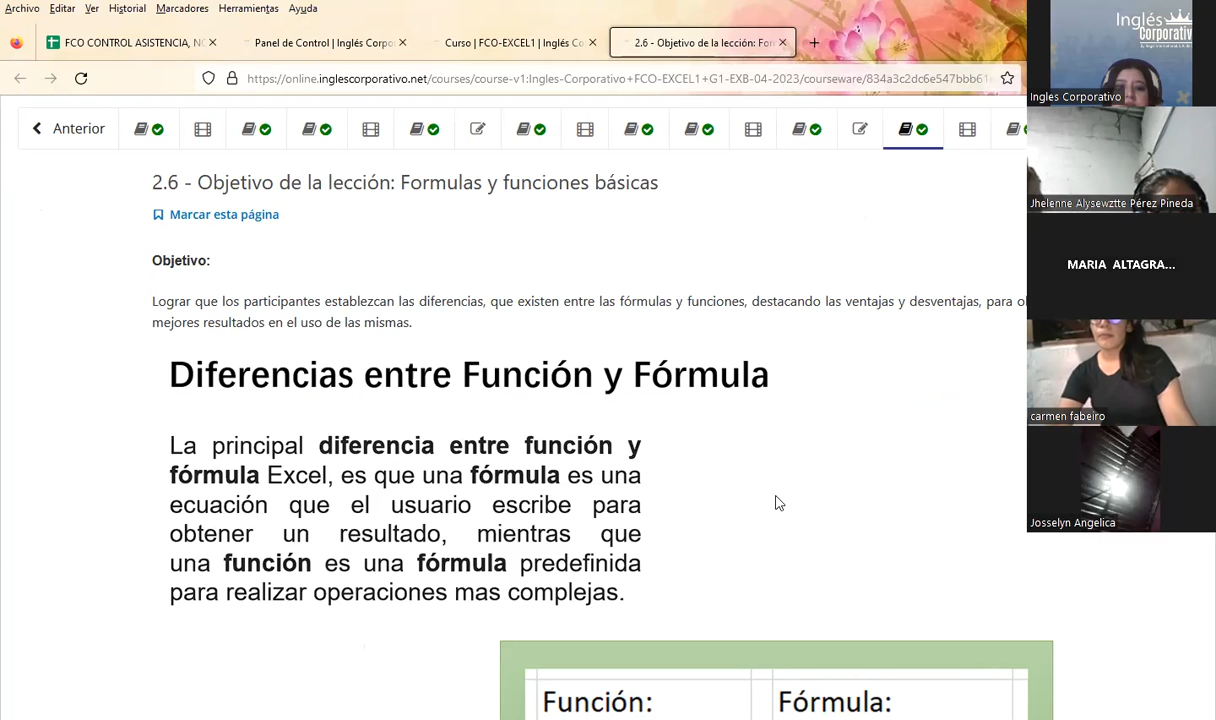 Archivo Editar Ver Historial Marcadores Herramientas Ayuda
FCO CONTROL ASISTENCIA, NO
Panel de Control | Inglés Corpo
Curso | FCO-EXCEL1 | Inglés Co
2.6 - Objetivo de la lección: For
https://online.inglescorporativo.net/courses/course-v1:Ingles-Corporativo+FCO-EXCEL1+G1-EXB-04-2023/courseware/834a3c2dc6e547bbb61
Anterior
2.6 - Objetivo de la lección: Formulas y funciones básicas
Marcar esta página
Objetivo:
Lograr que los participantes establezcan las diferencias, que existen entre las fórmulas y funciones, destacando las ventajas y desventajas, para ob
mejores resultados en el uso de las mismas.
Diferencias entre Función y Fórmula
La principal diferencia entre función y
fórmula Excel, es que una fórmula es una
ecuación que el usuario escribe para
obtener un resultado, mientras que
una función es una fórmula predefinida
para realizar operaciones mas complejas.
Función:
Fórmula:
Inglés
Corporativo
Ingles Corporativo
Jhelenne Alysewztte Pérez Pineda
MARIA ALTAGRA...
carmen fabeiro
Josselyn Angelica